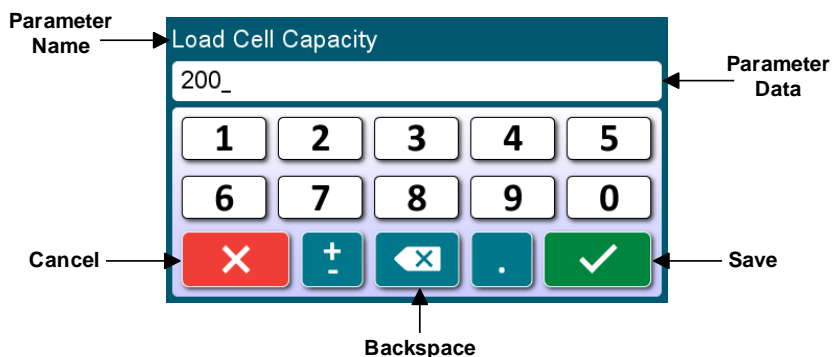 Parameter
Name
Load Cell Capacity
200_
Parameter
Data
1 2 3 4 5
6 7 8 9 0
Cancel
+
-
.
Save
Backspace